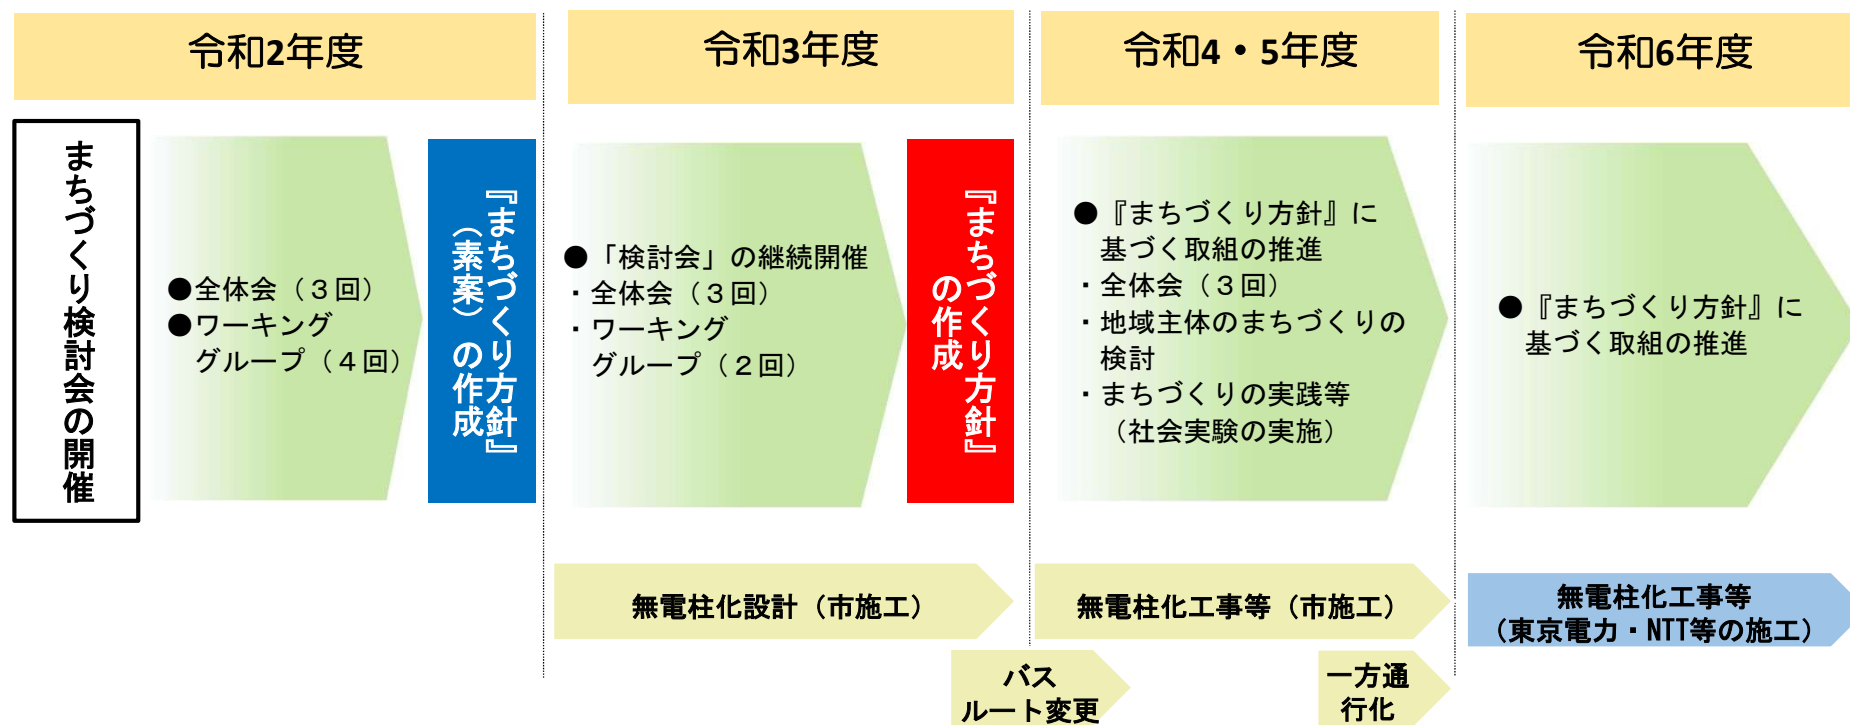 令和2年度
まちづくり検討会の開催
●全体会（３回）
●ワーキング
グループ（４回）
『まちづくり方針』
（素案）の作成
令和3年度
●「検討会」の継続開催
・全体会（３回）
・ワーキング
グループ（２回）
『まちづくり方針』
の作成
令和4・5年度
●『まちづくり方針』に
基づく取組の推進
・全体会（３回）
・地域主体のまちづくりの
検討
・まちづくりの実践等
（社会実験の実施）
令和6年度
●『まちづくり方針』に
基づく取組の推進
無電柱化設計（市施工）
無電柱化工事等（市施工）
無電柱化工事等
（東京電力・NTT等の施工）
バス
ルート変更
一方通
行化